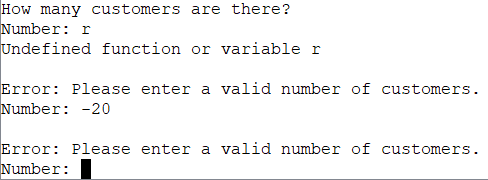 How many customers are there?
Number: r
Undefined function or variable r
Error: Please enter a valid number of customers.
Number: -20
Error: Please enter a valid number of customers.
Number: